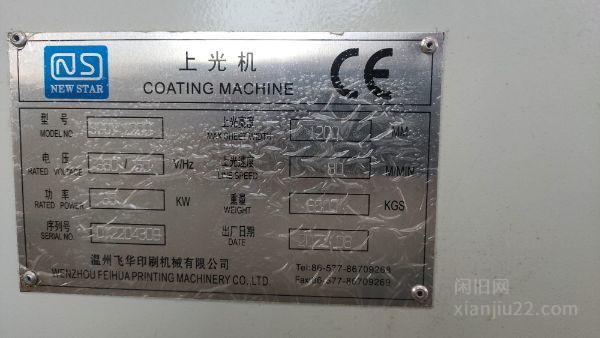 NS
NEW STAR
上光机
COATING MACHINE
CE
型号
MODEL NO
上光宽度
MAX SHEET WIDTH
MM
电压
RATED VOLTAGE
V/Hz
上光速度
LINE SPEED
80
M/MIN
功率
RATED POWER
KW
重量
WEIGHT
KGS
序列号
SERIAL NO.
出厂日期
DATE
温州飞华印刷机械有限公司
WENZHOU FEIHUA PRINTING MACHINERY CO.,LTD.
Tel:86-577-86709268
Fax:86-577-86709269
闲旧网
xianjiu22.com